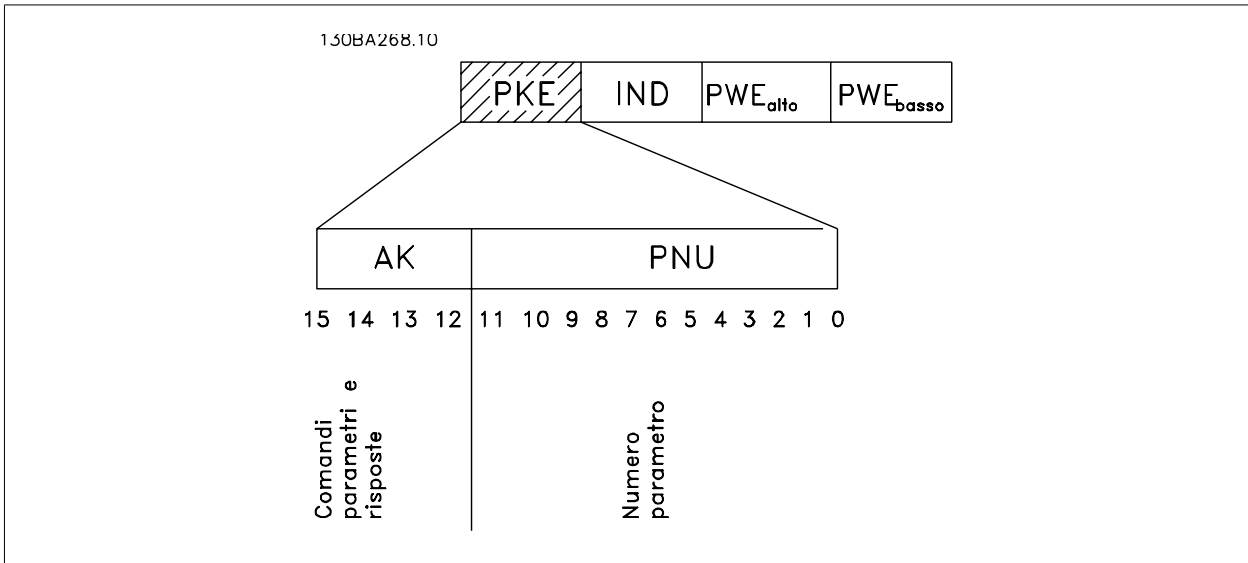 130BA268.10
PKE IND PWEalto PWEbasso
AK PNU
15 14 13 12 11 10 9 8 7 6 5 4 3 2 1 0
Comandi
parametri e
risposte
Numero
parametro